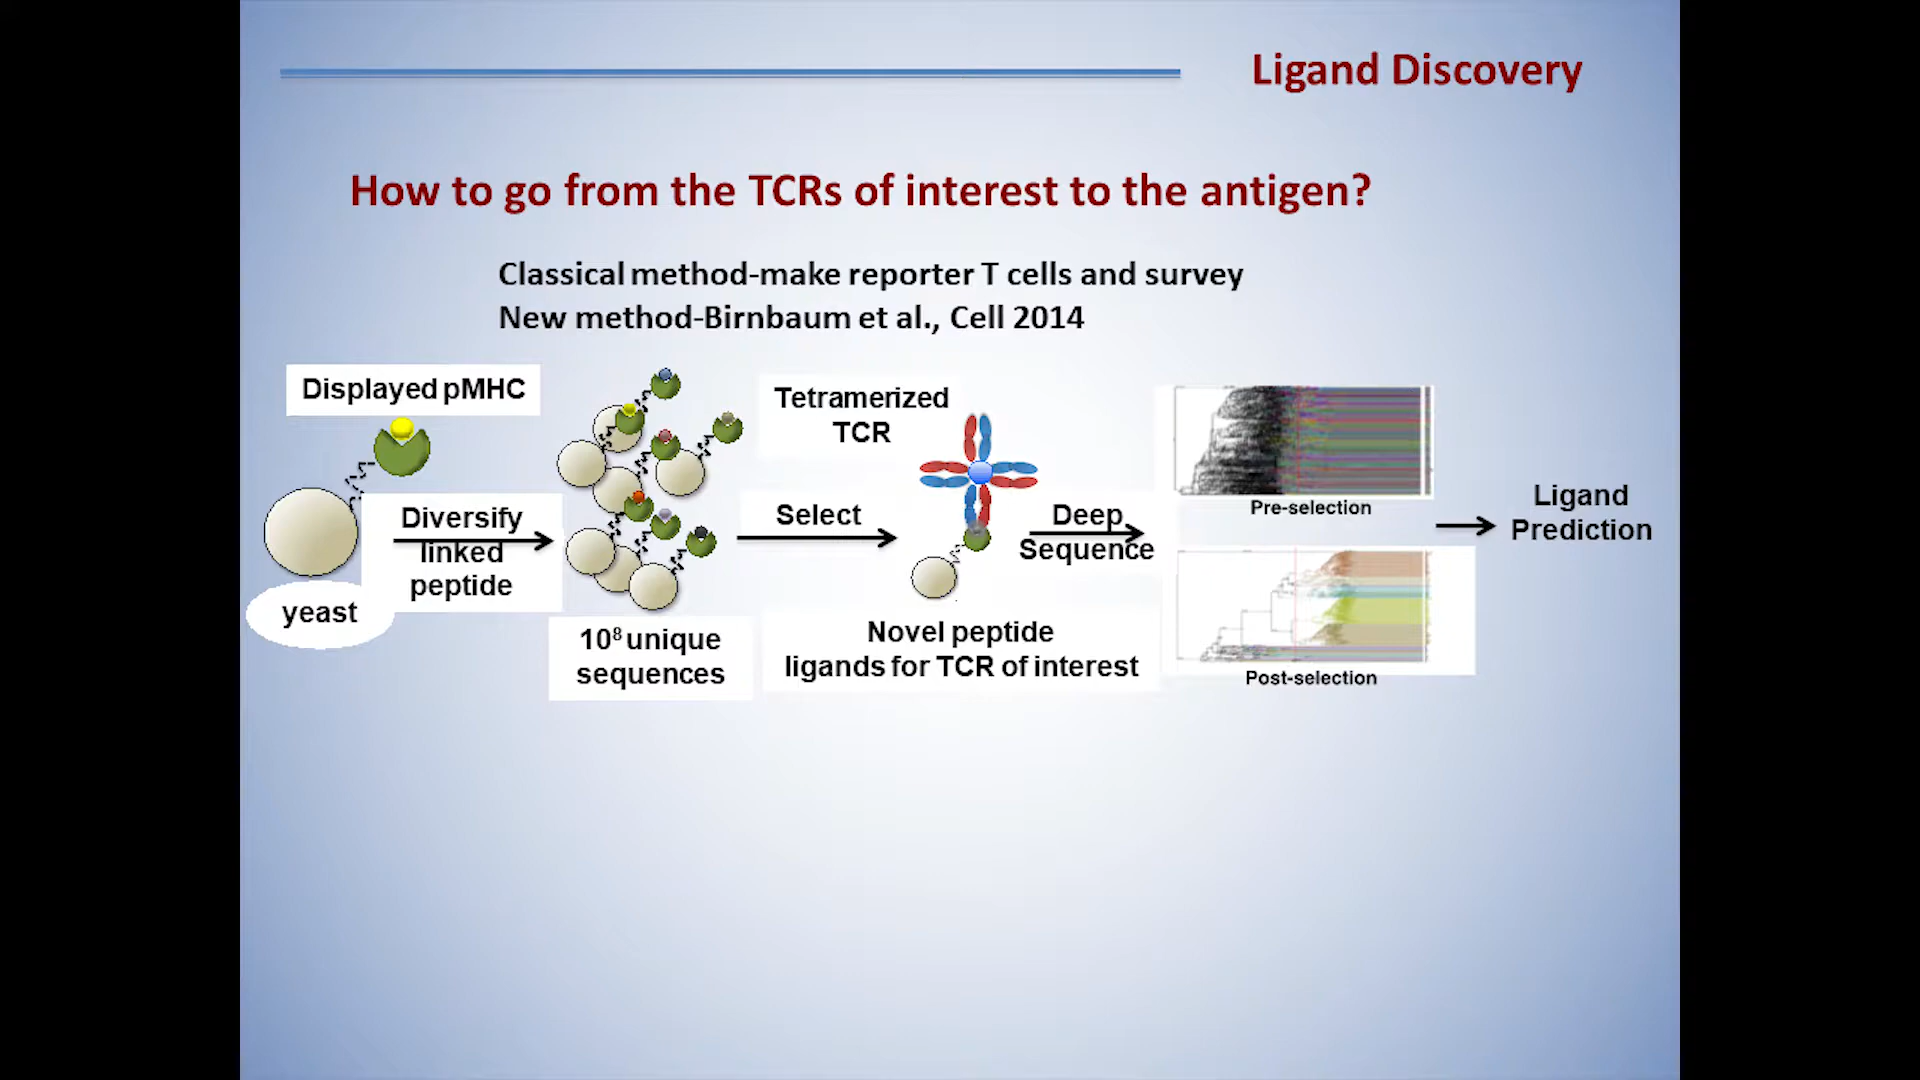 Ligand Discovery
How to go from the TCRs of interest to the antigen?
Classical method-make reporter T cells and survey
New method-Birnbaum et al., Cell 2014
Displayed pMHC
yeast
Diversify
linked
peptide
10⁸ unique
sequences
Tetramerized
TCR
Select
Novel peptide
ligands for TCR of interest
Deep
Sequence
Pre-selection
Post-selection
Ligand
Prediction